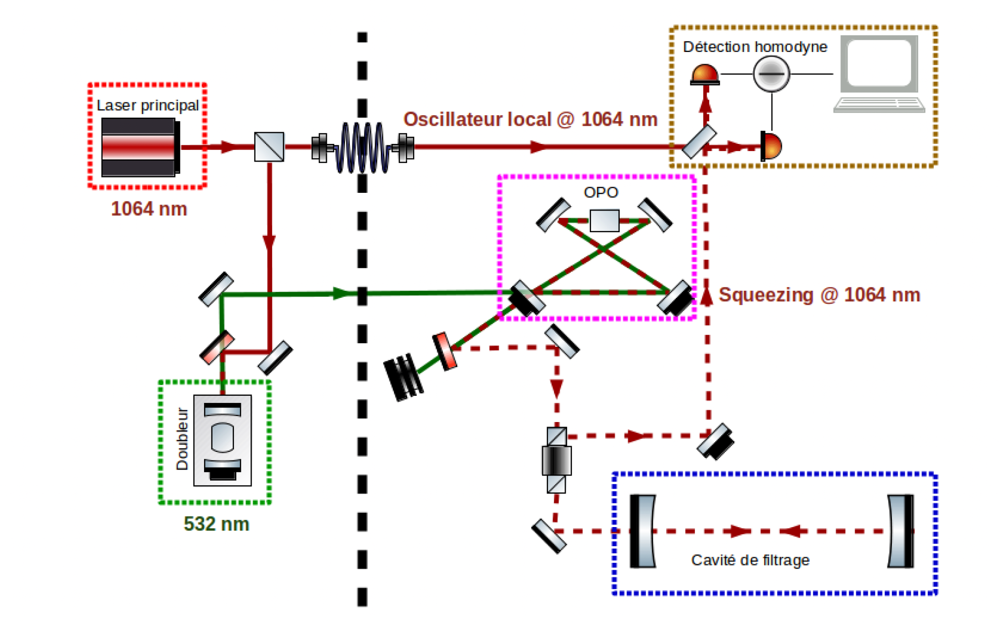 Détection homodyne
Laser principal
Oscillateur local @ 1064 nm
1064 nm
OPO
Squeezing @ 1064 nm
Doubleur
532 nm
Cavité de filtrage